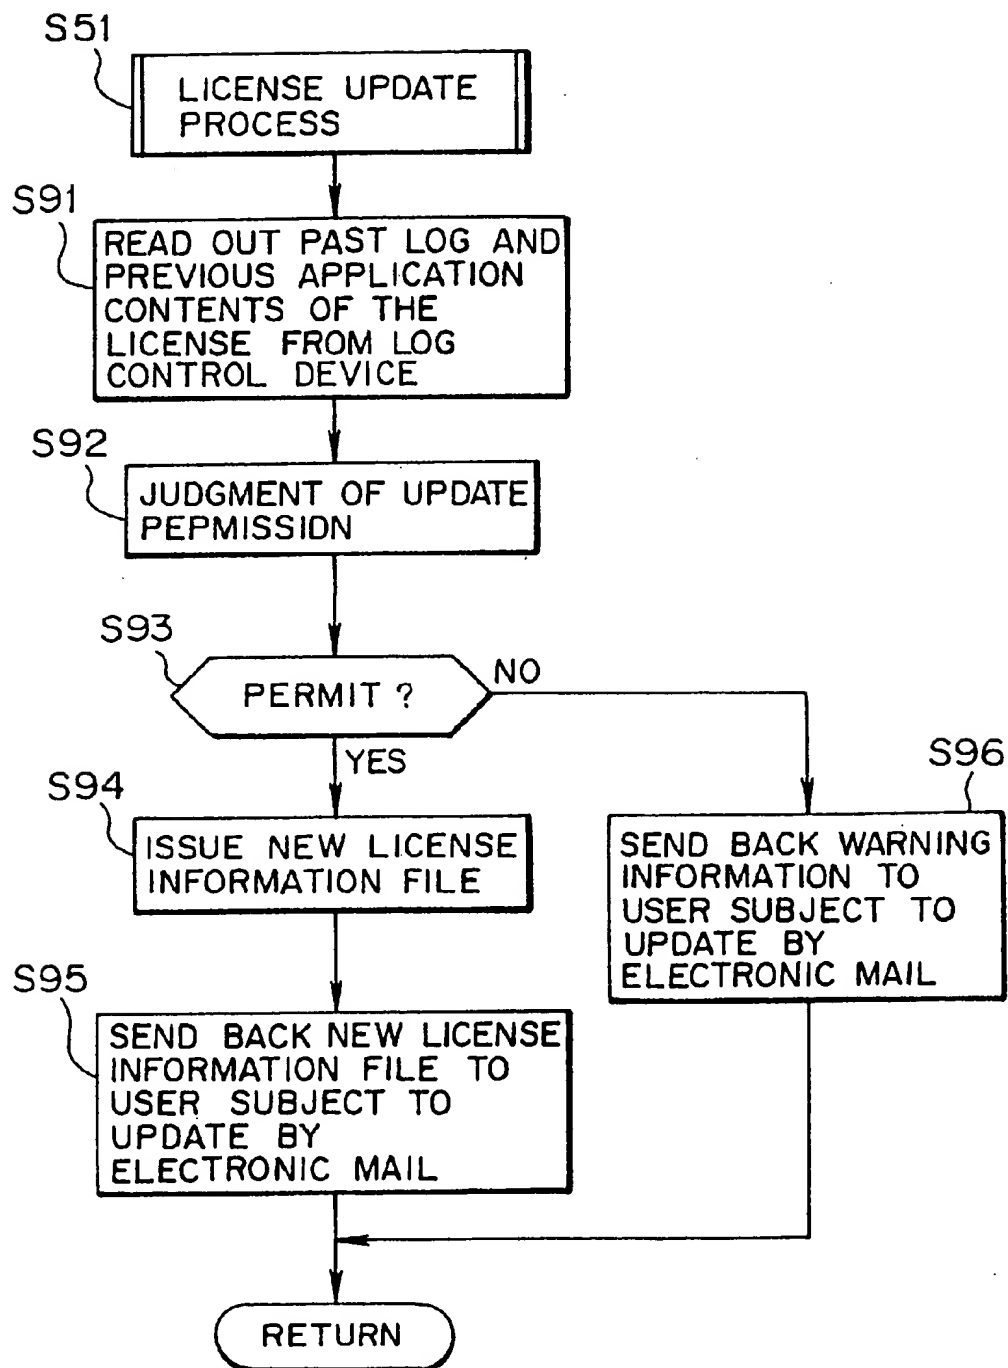 S51
LICENSE UPDATE
PROCESS
S91
READ OUT PAST LOG AND
PREVIOUS APPLICATION
CONTENTS OF THE
LICENSE FROM LOG
CONTROL DEVICE
S92
JUDGMENT OF UPDATE
PEPMISSIDN
S93
PERMIT ?
NO
YES
S94
ISSUE NEW LICENSE
INFORMATION FILE
S96
SEND BACK WARNING
INFORMATION TO
USER SUBJECT TO
UPDATE BY
ELECTRONIC MAIL
S95
SEND BACK NEW LICENSE
INFORMATION FILE TO
USER SUBJECT TO
UPDATE BY
ELECTRONIC MAIL
RETURN